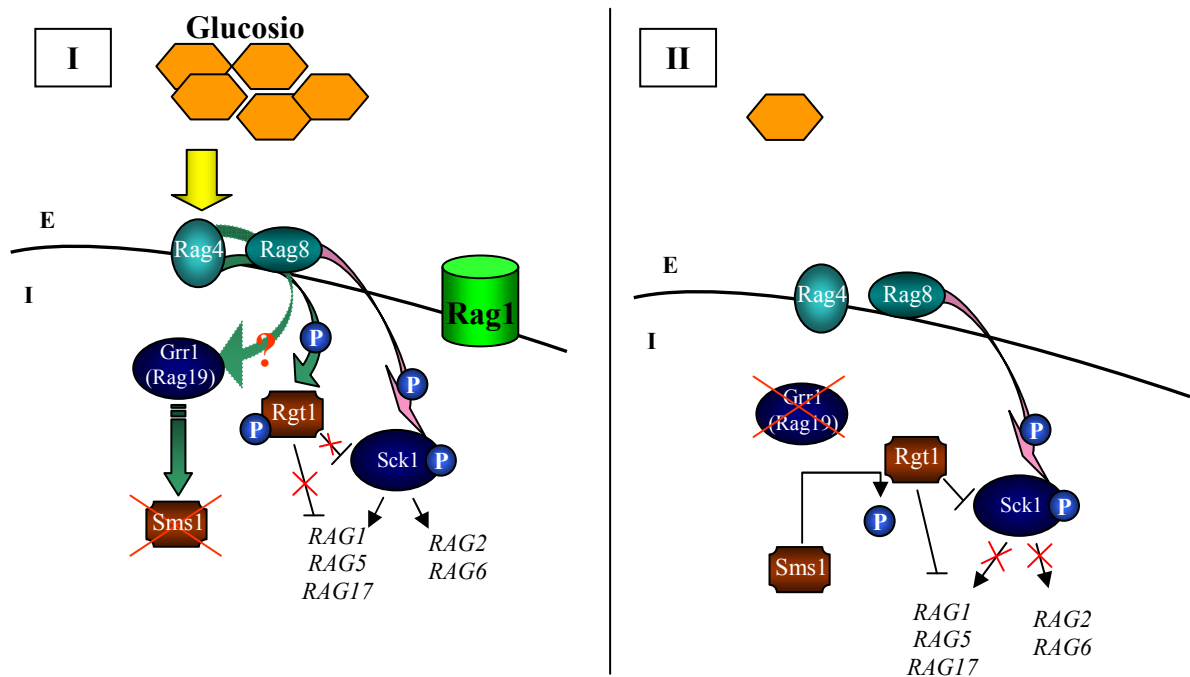 I
Glucosio
E
I
Rag4
Rag8
Rag1
?
P
Grr1
(Rag19)
P
Rgt1
P
Sck1
P
Sms1
RAG1
RAG5
RAG17
RAG2
RAG6
II
E
I
Rag4
Rag8
Grr1
(Rag19)
P
Rgt1
Sck1
P
P
Sms1
RAG1
RAG5
RAG17
RAG2
RAG6